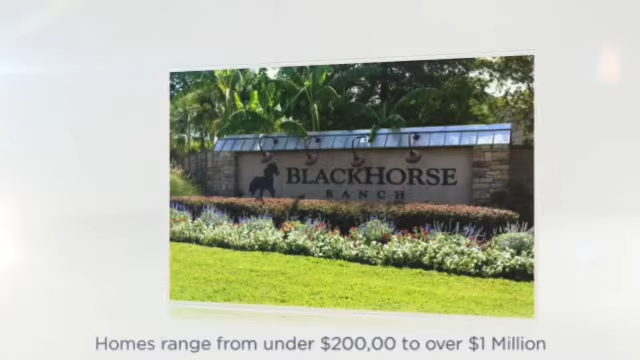 BLACKHORSE
RANCH
Homes range from under $200,00 to over $1 Million